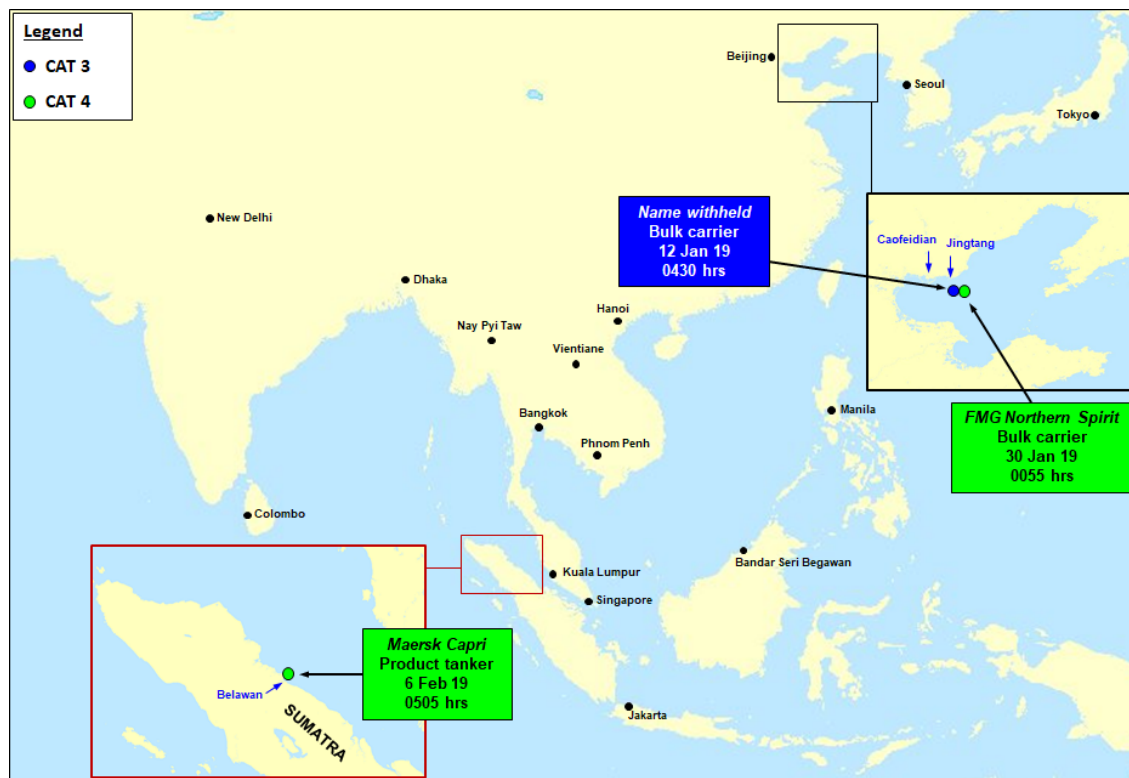 Legend
CAT 3
CAT 4
Beijing
Seoul
Tokyo
New Delhi
Name withheld
Bulk carrier
12 Jan 19
0430 hrs
Caofeidian
Jingtang
Dhaka
Hanoi
Nay Pyi Taw
Vientiane
Bangkok
Manila
Phnom Penh
FMG Northern Spirit
Bulk carrier
30 Jan 19
0055 hrs
Colombo
Bandar Seri Begawan
Kuala Lumpur
Singapore
Maersk Capri
Product tanker
6 Feb 19
0505 hrs
Belawan
SUMATRA
Jakarta